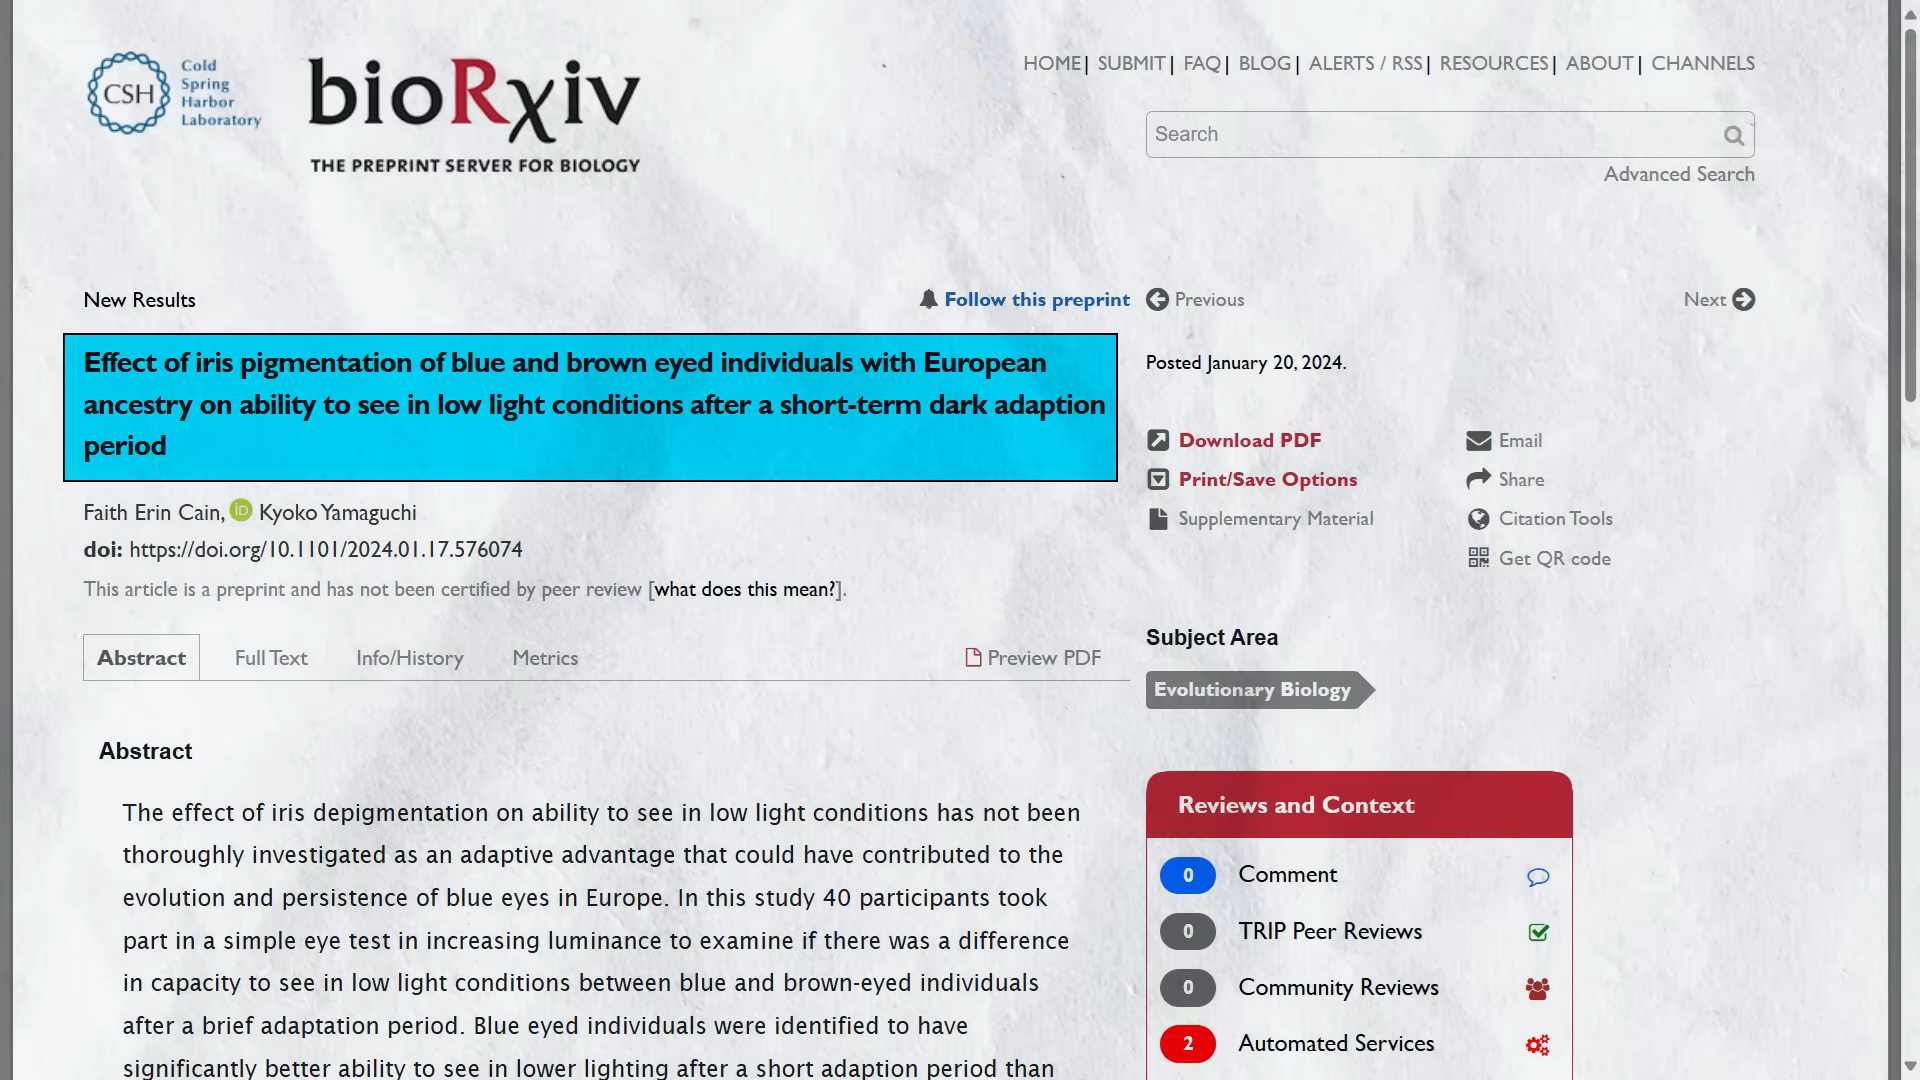 CSH
Cold
Spring
Harbor
Laboratory
bioRχiv
THE PREPRINT SERVER FOR BIOLOGY
HOME| SUBMIT| FAQ| BLOG| ALERTS / RSS| RESOURCES| ABOUT| CHANNELS
Search
Advanced Search
New Results
Follow this preprint
Previous
Next
Effect of iris pigmentation of blue and brown eyed individuals with European
ancestry on ability to see in low light conditions after a short-term dark adaption
period
Faith Erin Cain, iD Kyoko Yamaguchi
doi: https://doi.org/10.1101/2024.01.17.576074
This article is a preprint and has not been certified by peer review [what does this mean?].
Abstract
Full Text
Info/History
Metrics
Preview PDF
Abstract
The effect of iris depigmentation on ability to see in low light conditions has not been
thoroughly investigated as an adaptive advantage that could have contributed to the
evolution and persistence of blue eyes in Europe. In this study 40 participants took
part in a simple eye test in increasing luminance to examine if there was a difference
in capacity to see in low light conditions between blue and brown-eyed individuals
after a brief adaptation period. Blue eyed individuals were identified to have
significantly better ability to see in lower lighting after a short adaption period than
Posted January 20, 2024.
Download PDF
Print/Save Options
Supplementary Material
Email
Share
Citation Tools
Get QR code
Subject Area
Evolutionary Biology
Reviews and Context
0 Comment
0 TRIP Peer Reviews
0 Community Reviews
2 Automated Services